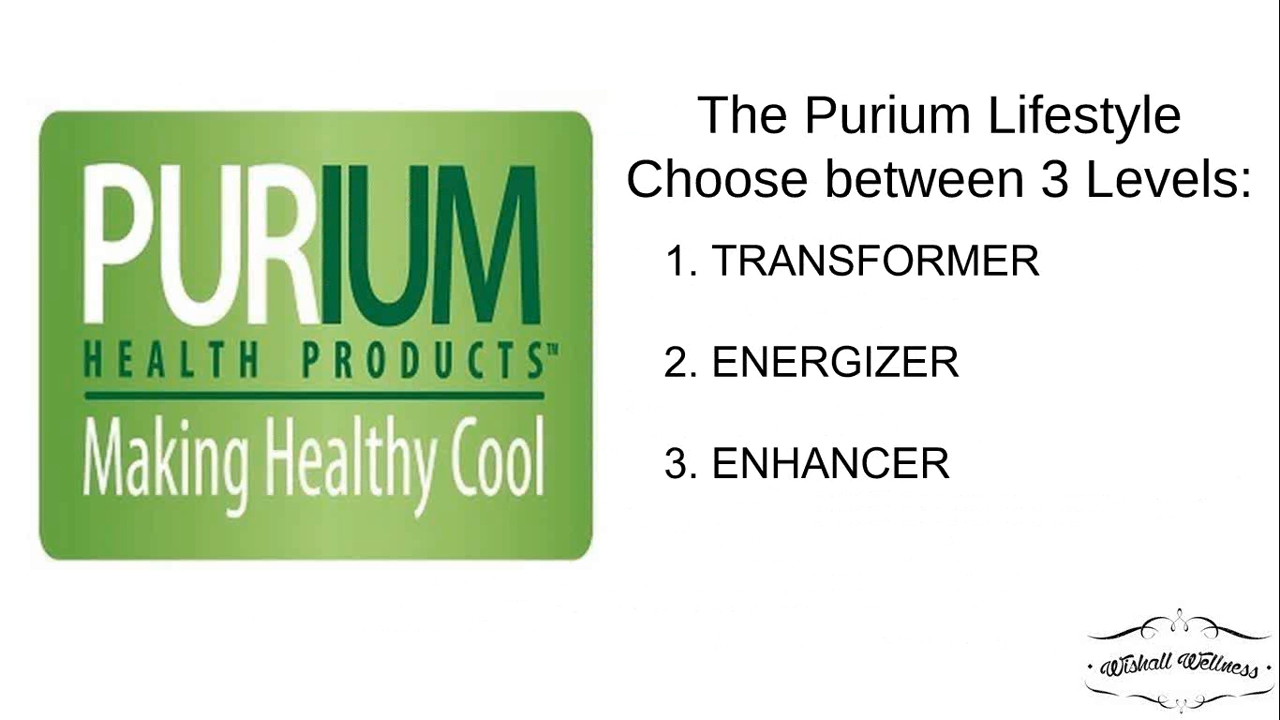 PURIUM
HEALTH PRODUCTS™
Making Healthy Cool
The Purium Lifestyle
Choose between 3 Levels:
1. TRANSFORMER
2. ENERGIZER
3. ENHANCER
Wishall Wellness